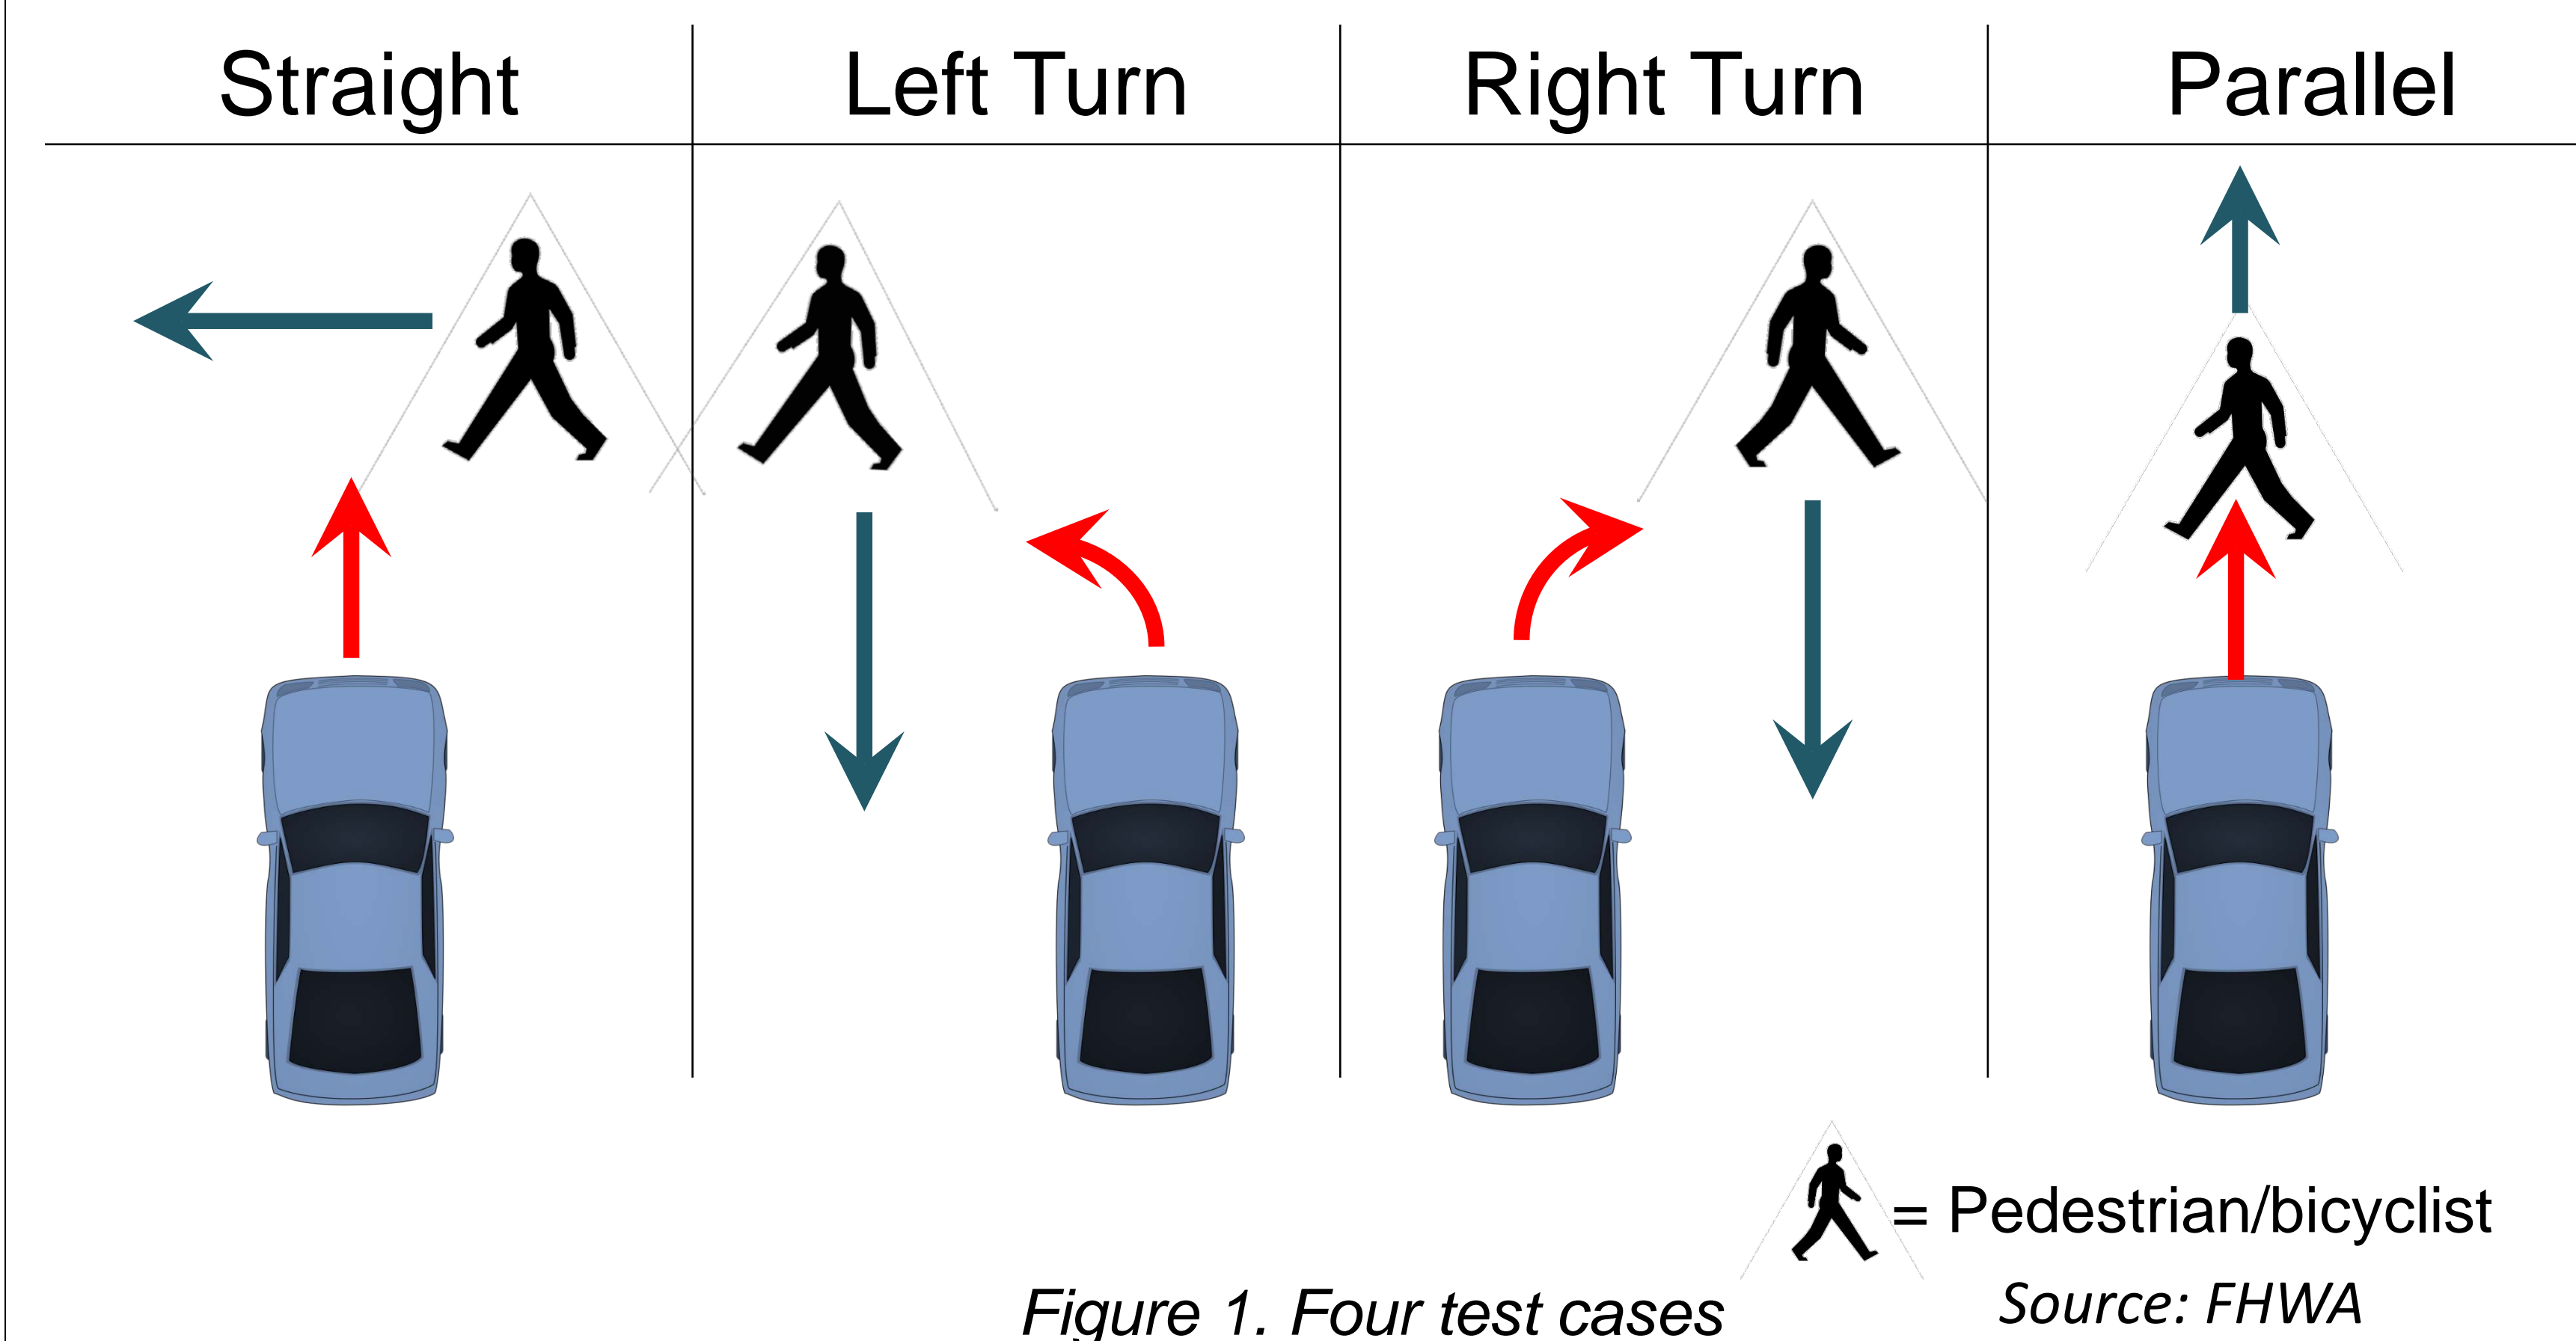 Straight
Left Turn
Right Turn
Parallel
= Pedestrian/bicyclist
Figure 1. Four test cases
Source: FHWA